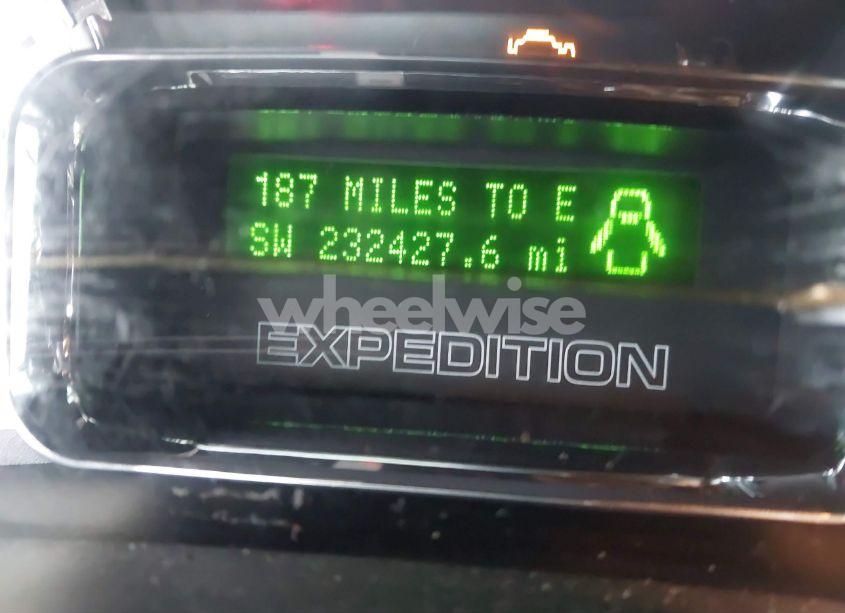 187 MILES TO E
SW 232427.6 mi
wheelwise
EXPEDITION